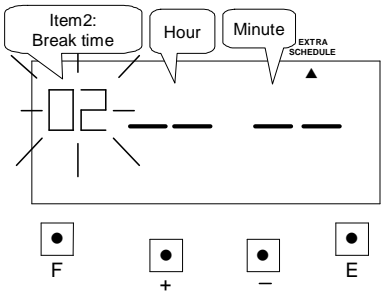 Item2:
Break time
Hour
Minute
EXTRA
SCHEDULE
02
-- --
F
+
−
E